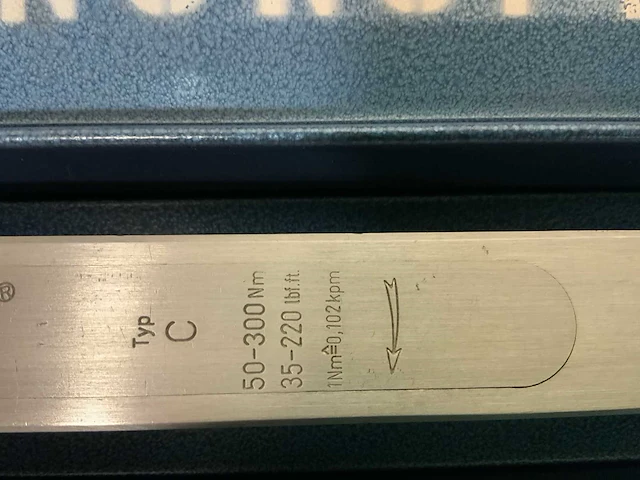 ®
Typ
C
50-300 Nm
35-220 lbf.ft.
1Nm≙0,102kpm